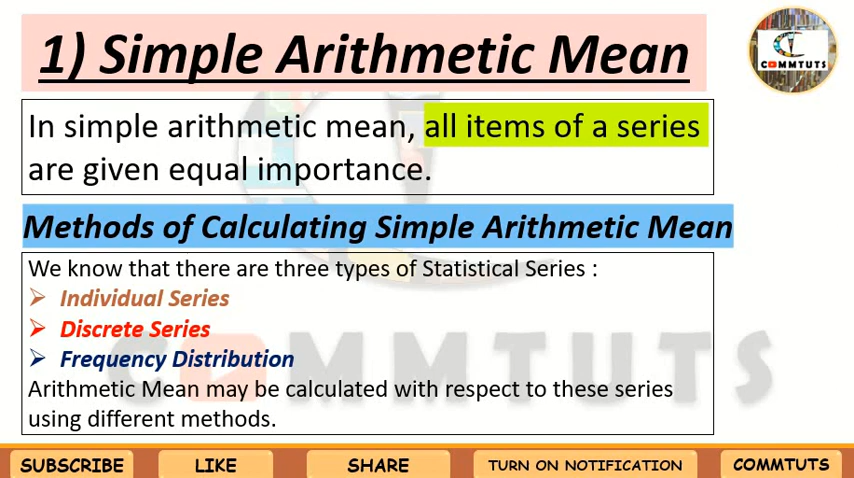 1) Simple Arithmetic Mean
COMMTUTS
In simple arithmetic mean, all items of a series
are given equal importance.
Methods of Calculating Simple Arithmetic Mean
We know that there are three types of Statistical Series :
Individual Series
Discrete Series
Frequency Distribution
Arithmetic Mean may be calculated with respect to these series
using different methods.
COMMTUTS
SUBSCRIBE
LIKE
SHARE
TURN ON NOTIFICATION
COMMTUTS